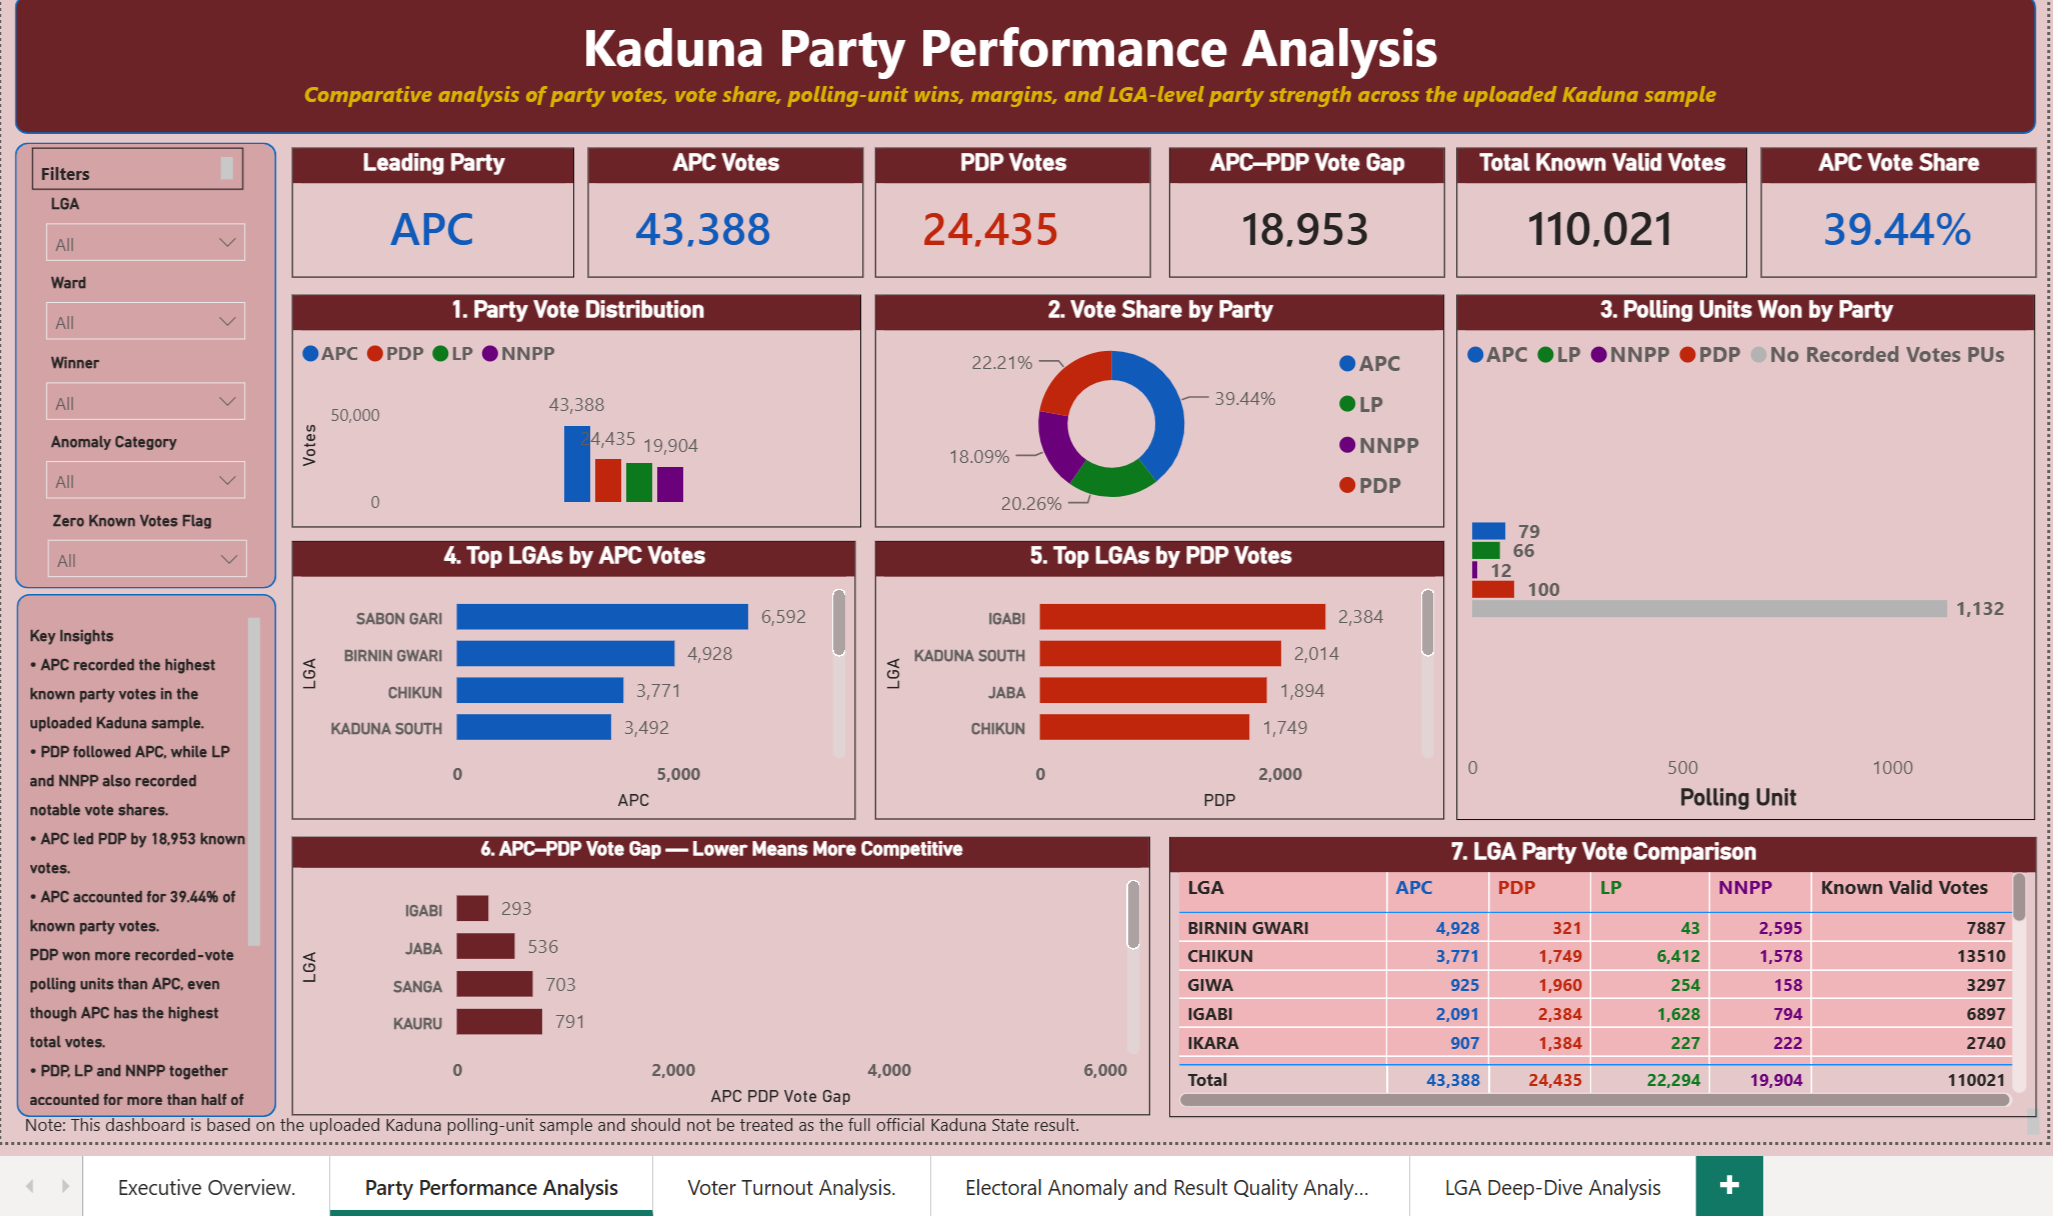 Kaduna Party Performance Analysis
Comparative analysis of party votes, vote share, polling-unit wins, margins, and LGA-level party strength across the uploaded Kaduna sample
Filters
LGA
All
Ward
All
Winner
All
Anomaly Category
All
Zero Known Votes Flag
All
Key Insights
• APC recorded the highest
known party votes in the
uploaded Kaduna sample.
• PDP followed APC, while LP
and NNPP also recorded
notable vote shares.
• APC led PDP by 18,953 known
votes.
• APC accounted for 39.44% of
known party votes.
PDP won more recorded-vote
polling units than APC, even
though APC has the highest
total votes.
• PDP, LP and NNPP together
accounted for more than half of
Leading Party
APC
APC Votes
43,388
PDP Votes
24,435
APC–PDP Vote Gap
18,953
Total Known Valid Votes
110,021
APC Vote Share
39.44%
1. Party Vote Distribution
APC PDP LP NNPP
Votes
50,000
0
43,388
24,435
19,904
2. Vote Share by Party
22.21%
39.44%
18.09%
20.26%
APC
LP
NNPP
PDP
3. Polling Units Won by Party
APC LP NNPP PDP No Recorded Votes PUs
79
66
12
100
1,132
0 500 1000
Polling Unit
4. Top LGAs by APC Votes
LGA
SABON GARI 6,592
BIRNIN GWARI 4,928
CHIKUN 3,771
KADUNA SOUTH 3,492
0 5,000
APC
5. Top LGAs by PDP Votes
LGA
IGABI 2,384
KADUNA SOUTH 2,014
JABA 1,894
CHIKUN 1,749
0 2,000
PDP
6. APC–PDP Vote Gap — Lower Means More Competitive
LGA
IGABI 293
JABA 536
SANGA 703
KAURU 791
0 2,000 4,000 6,000
APC PDP Vote Gap
7. LGA Party Vote Comparison
LGA APC PDP LP NNPP Known Valid Votes
BIRNIN GWARI 4,928 321 43 2,595 7887
CHIKUN 3,771 1,749 6,412 1,578 13510
GIWA 925 1,960 254 158 3297
IGABI 2,091 2,384 1,628 794 6897
IKARA 907 1,384 227 222 2740
Total 43,388 24,435 22,294 19,904 110021
Note: This dashboard is based on the uploaded Kaduna polling-unit sample and should not be treated as the full official Kaduna State result.
Executive Overview. Party Performance Analysis Voter Turnout Analysis. Electoral Anomaly and Result Quality Analy... LGA Deep-Dive Analysis +